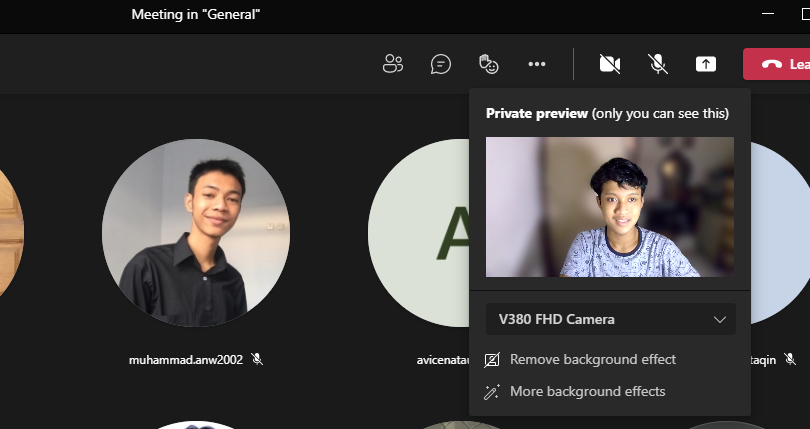 Meeting in "General"
Lea
Private preview (only you can see this)
A
V380 FHD Camera
muhammad.anw2002
avicenatau
taqin
Remove background effect
More background effects